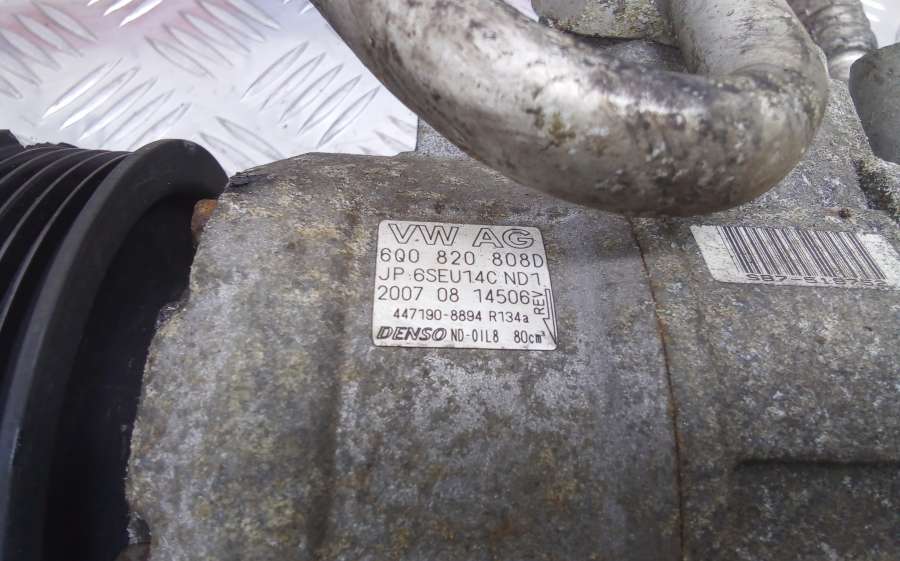 VW AG
6Q0 820 808D
JP 6SEU14C ND1
2007 08 14506
REV
447190-8894 R134a
DENSO ND-OIL8 80cm³